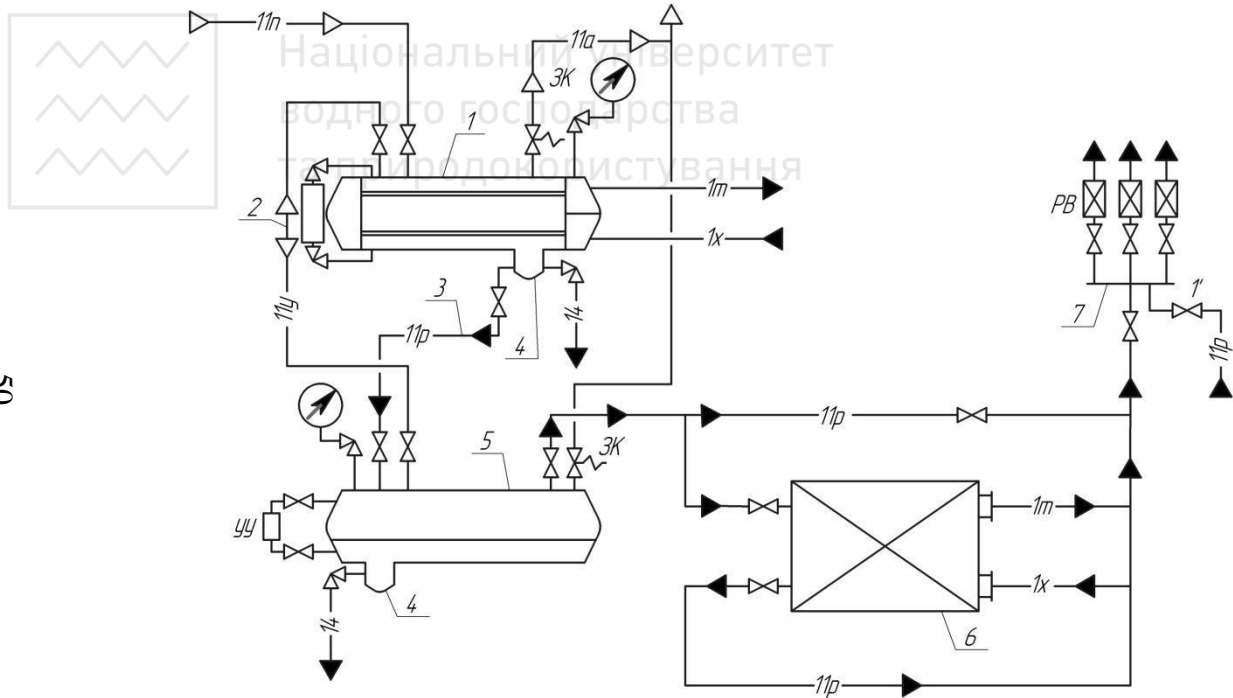 11п
11а
Національний університет
ЗК
водного господарства
1
та природокористування
1т
РВ
2
1х
3
4
14
7
1'
11у
11р
11р
50
5
ЗК
11р
уу
1т
4
1х
14
6
11р